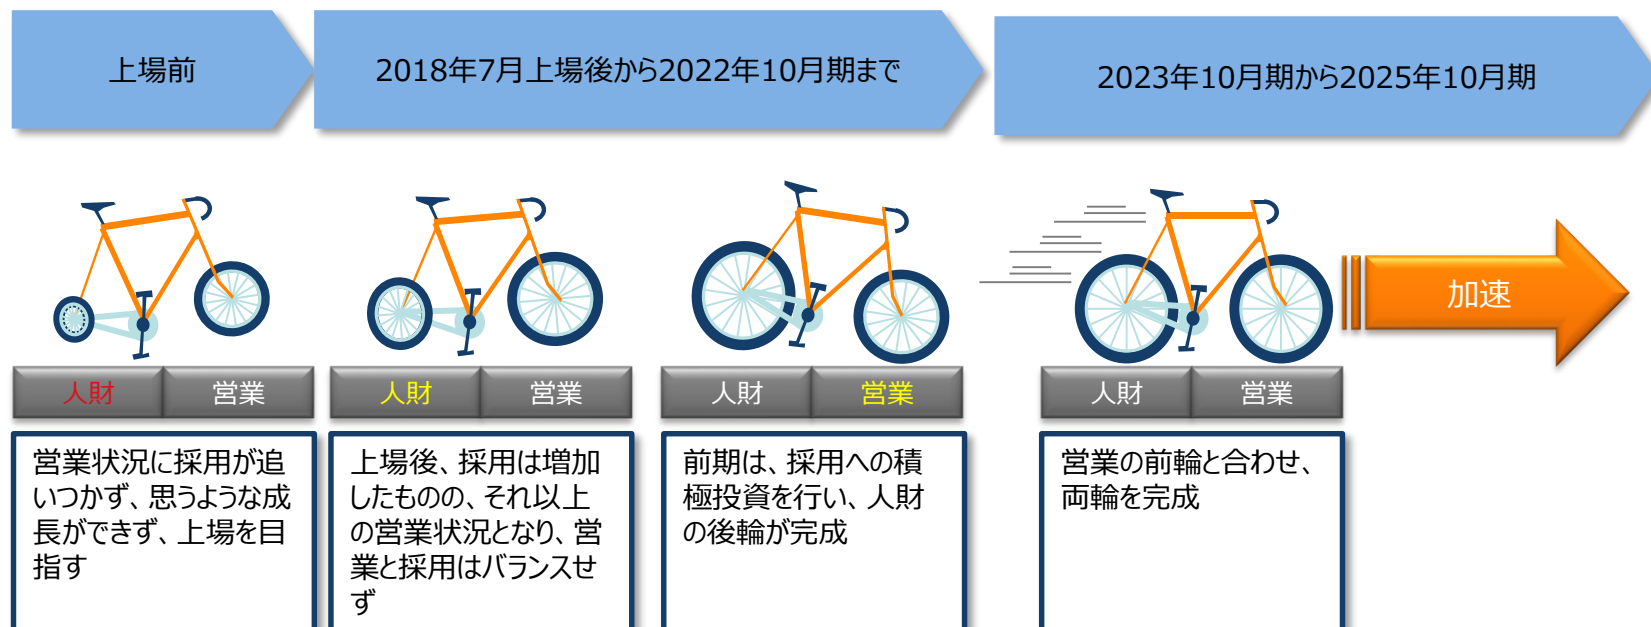 上場前
2018年7月上場後から2022年10月期まで
2023年10月期から2025年10月期
加速
人財
営業
人財
営業
人財
営業
人財
営業
営業状況に採用が追
いつかず、思うような成
長ができず、上場を目
指す
上場後、採用は増加
したものの、それ以上
の営業状況となり、営
業と採用はバランスせ
ず
前期は、採用への積
極投資を行い、人財
の後輪が完成
営業の前輪と合わせ、
両輪を完成